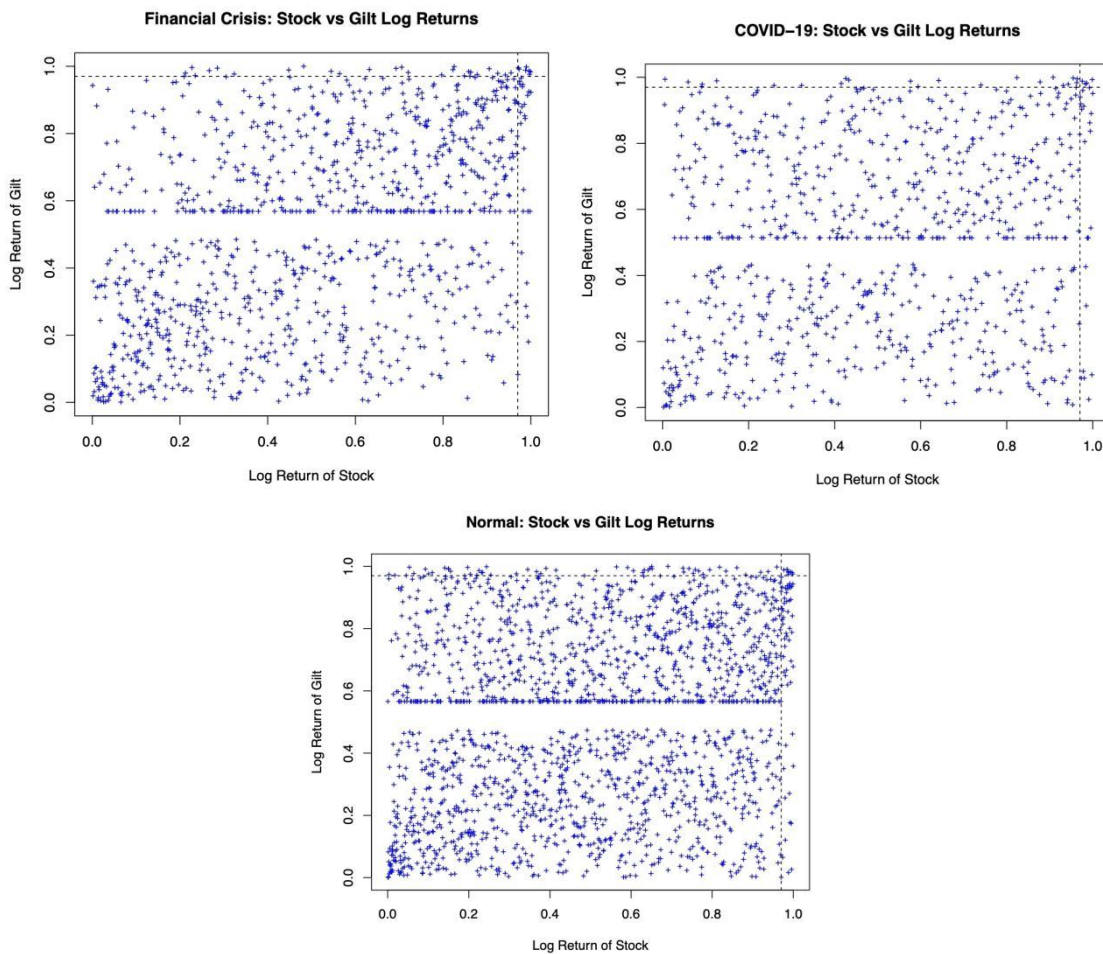 Financial Crisis: Stock vs Gilt Log Returns
Log Return of Gilt
1.0
0.8
0.6
0.4
0.2
0.0
0.0 0.2 0.4 0.6 0.8 1.0
Log Return of Stock
COVID−19: Stock vs Gilt Log Returns
Log Return of Gilt
1.0
0.8
0.6
0.4
0.2
0.0
0.0 0.2 0.4 0.6 0.8 1.0
Log Return of Stock
Normal: Stock vs Gilt Log Returns
Log Return of Gilt
1.0
0.8
0.6
0.4
0.2
0.0
0.0 0.2 0.4 0.6 0.8 1.0
Log Return of Stock